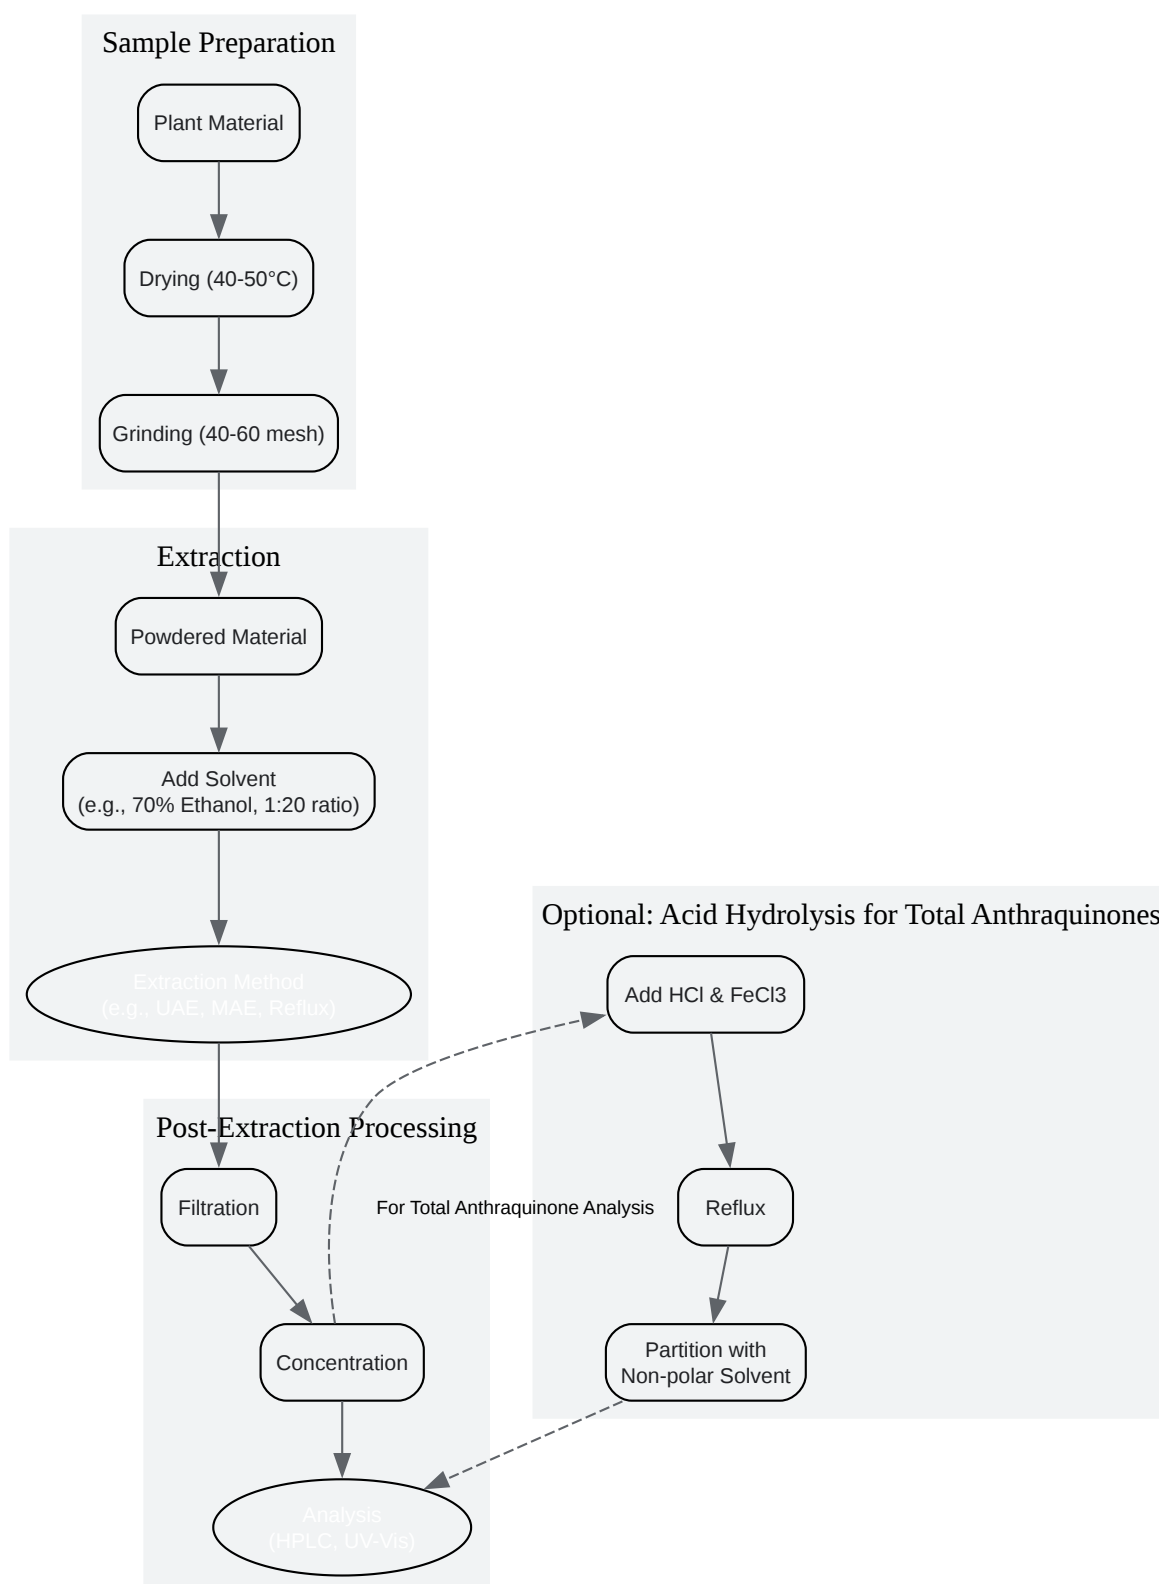 Sample Preparation
Plant Material
Drying (40-50°C)
Grinding (40-60 mesh)
Extraction
Powdered Material
Add Solvent
(e.g., 70% Ethanol, 1:20 ratio)
Extraction Method
(e.g., UAE, MAE, Reflux)
Optional: Acid Hydrolysis for Total Anthraquinones
Add HCl & FeCl3
Post-Extraction Processing
Filtration
For Total Anthraquinone Analysis
Reflux
Concentration
Partition with
Non-polar Solvent
Analysis
(HPLC, UV-Vis)